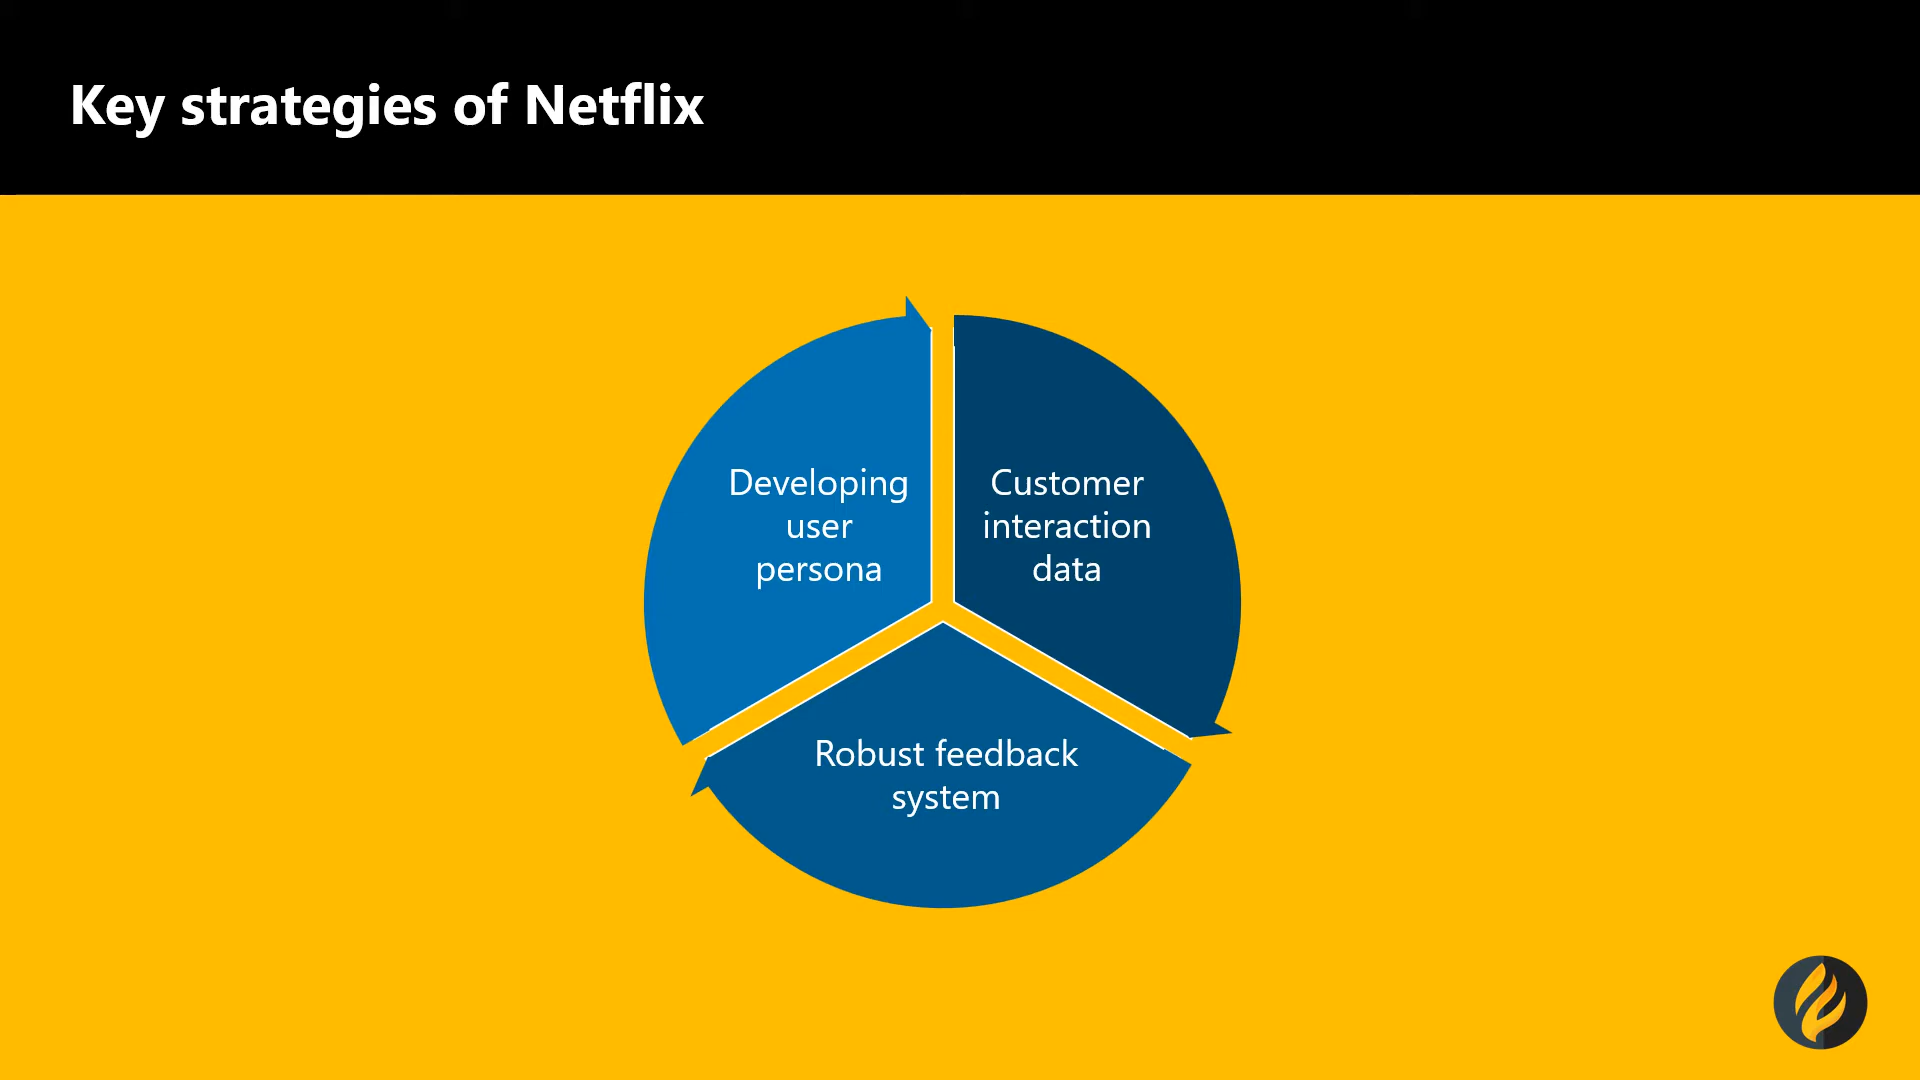 Key strategies of Netflix
Developing
user
persona
Customer
interaction
data
Robust feedback
system